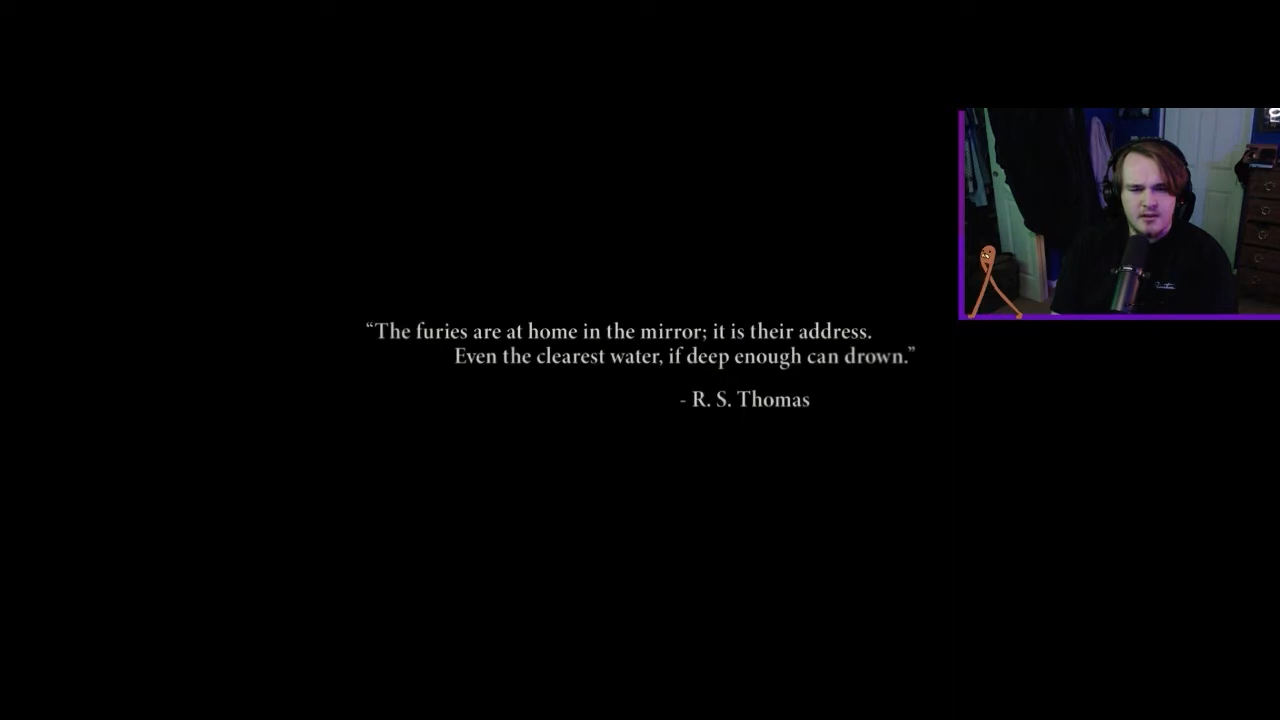 “The furies are at home in the mirror; it is their address.
Even the clearest water, if deep enough can drown.”
- R. S. Thomas